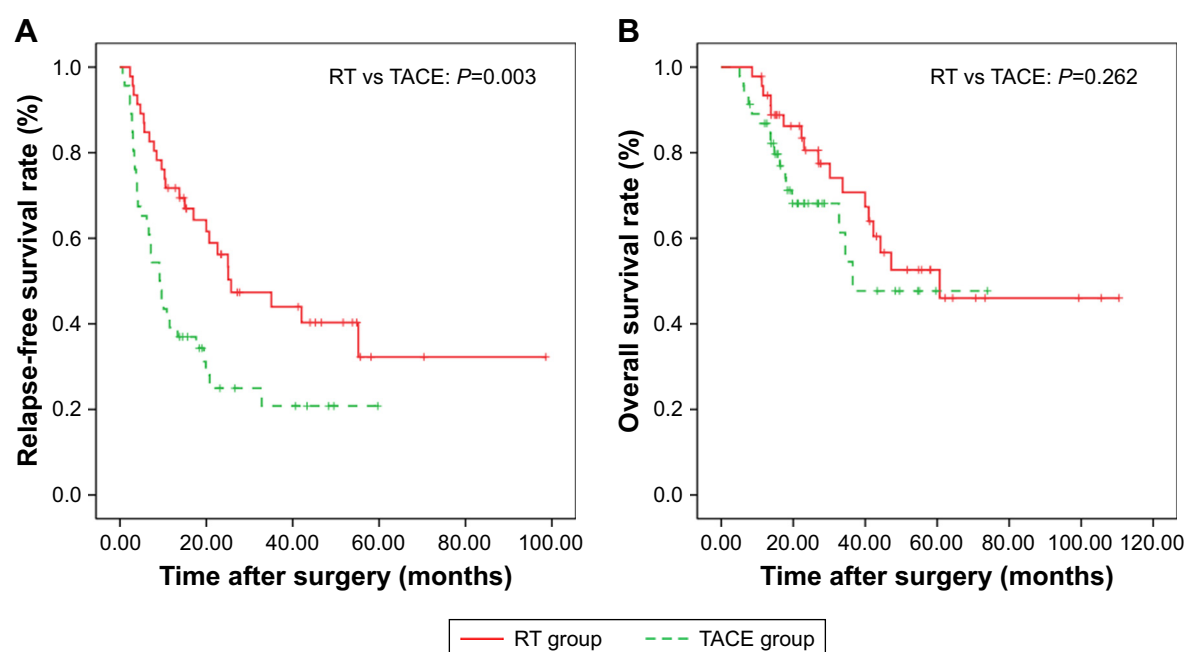 A
RT vs TACE: P=0.003
Relapse-free survival rate (%)
1.0
0.8
0.6
0.4
0.2
0.0
0.00 20.00 40.00 60.00 80.00 100.00
Time after surgery (months)
B
RT vs TACE: P=0.262
Overall survival rate (%)
1.0
0.8
0.6
0.4
0.2
0.0
0.00 20.00 40.00 60.00 80.00 100.00 120.00
Time after surgery (months)
RT group TACE group